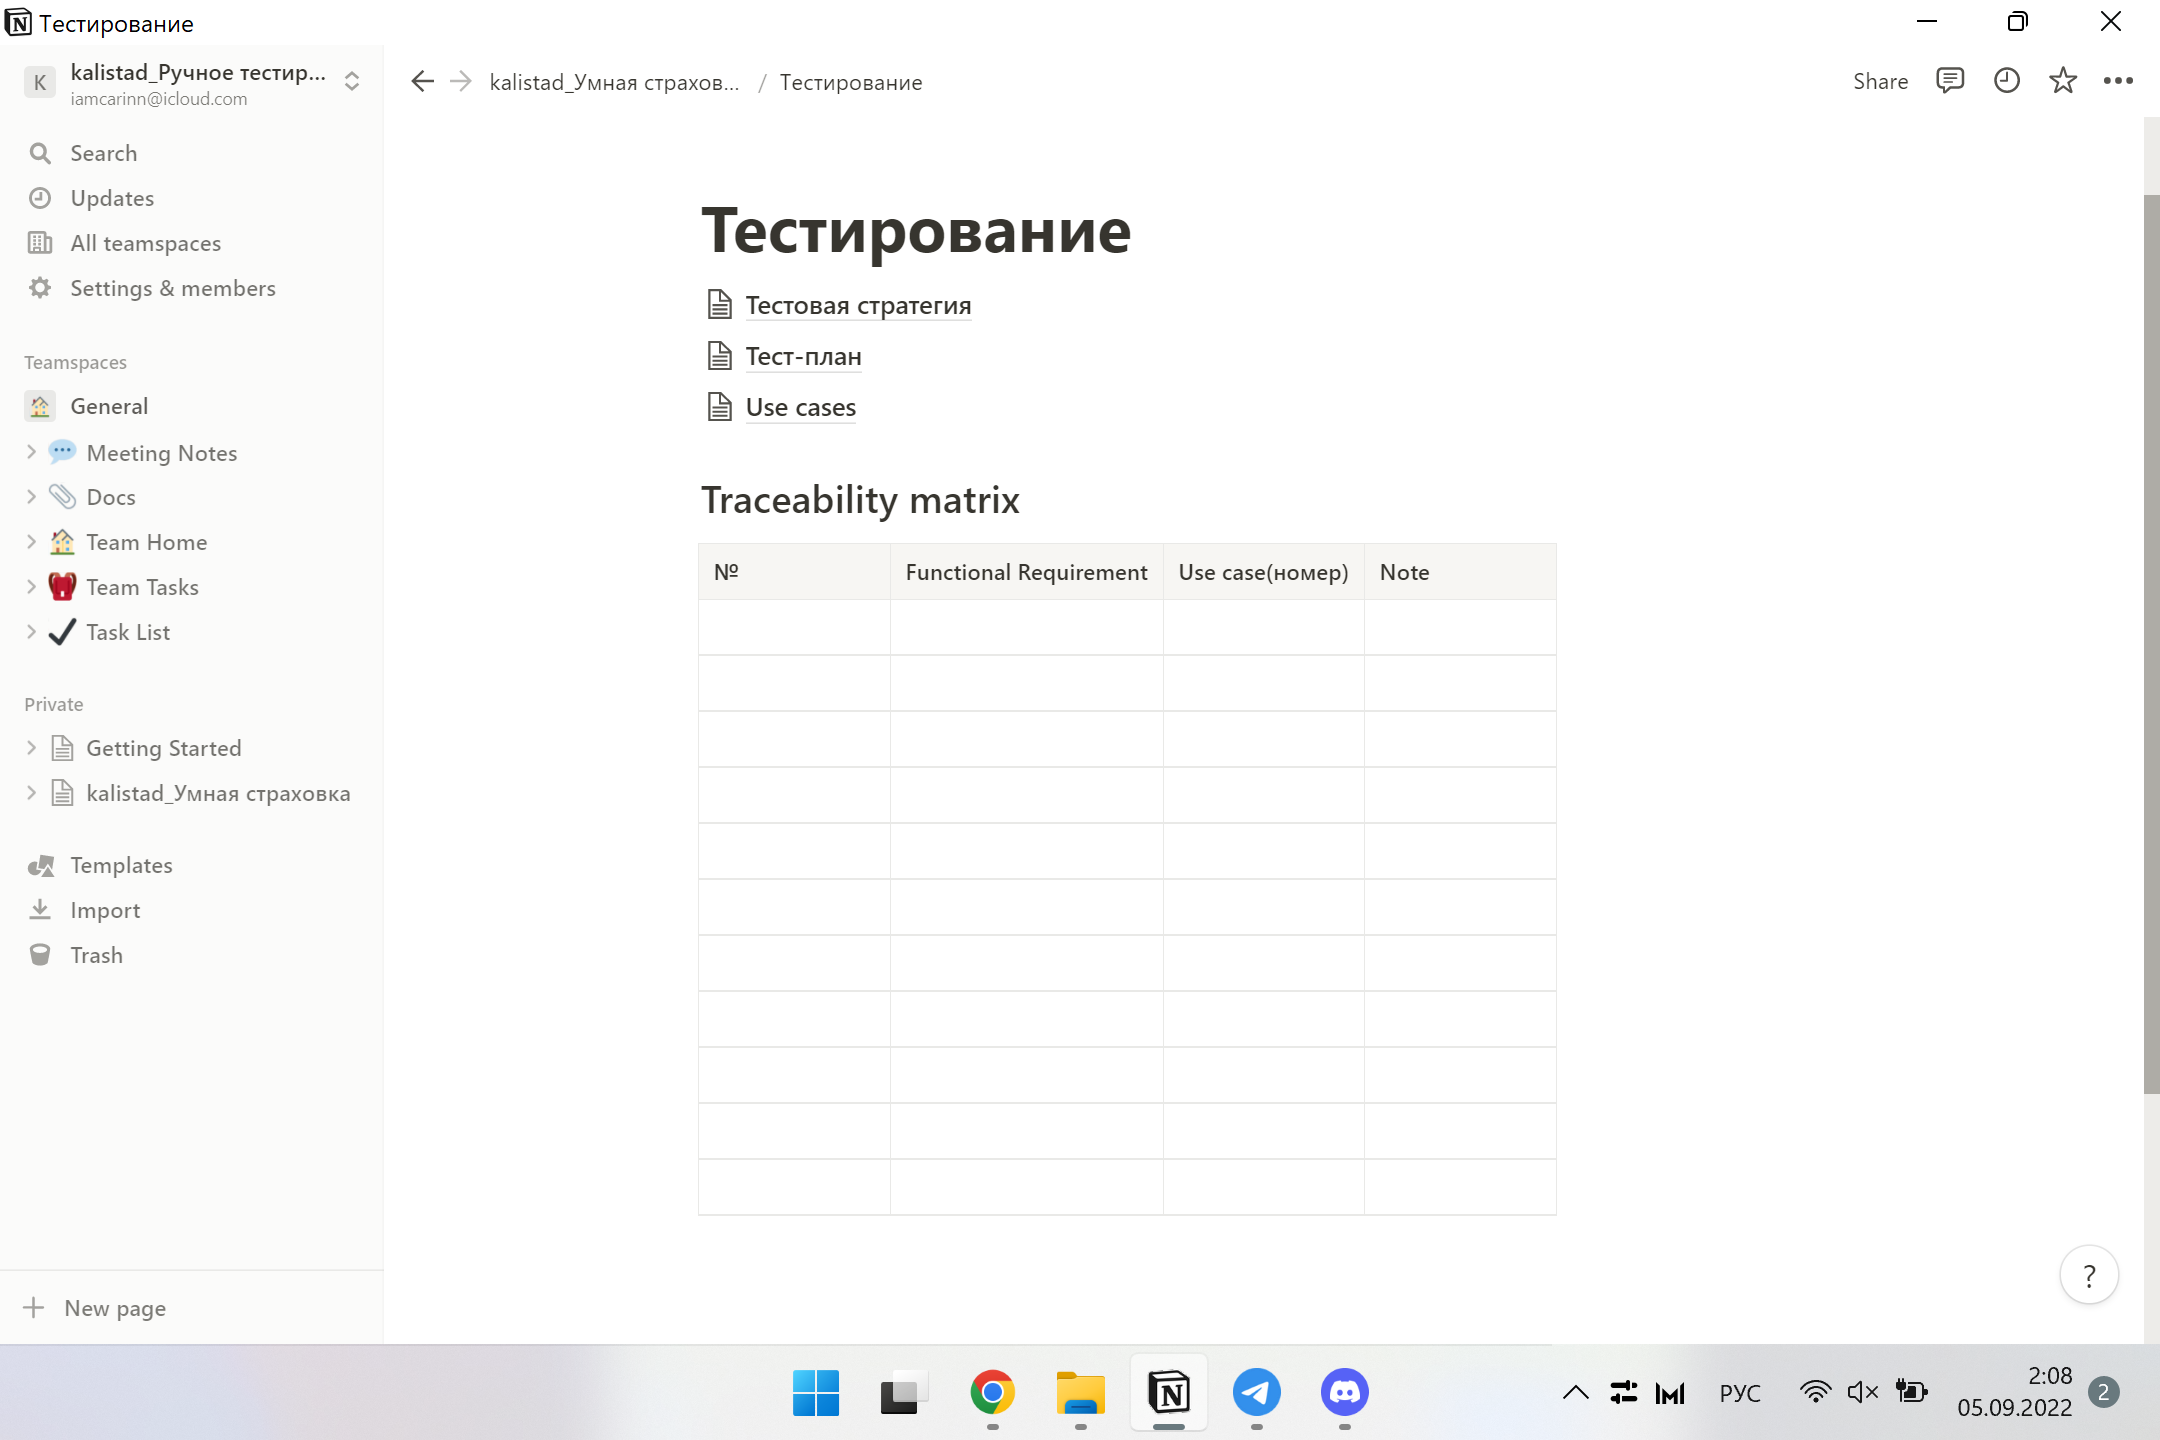 Тестирование
K
kalistad_Ручное тестир...
iamcarinn@icloud.com
Search
Updates
All teamspaces
Settings & members
Teamspaces
General
Meeting Notes
Docs
Team Home
Team Tasks
Task List
Private
Getting Started
kalistad_Умная страховка
Templates
Import
Trash
New page
kalistad_Умная страхов... / Тестирование
Share
Тестирование
Тестовая стратегия
Тест-план
Use cases
Traceability matrix
№ Functional Requirement Use case(номер) Note
?
РУС
2:08
05.09.2022
2